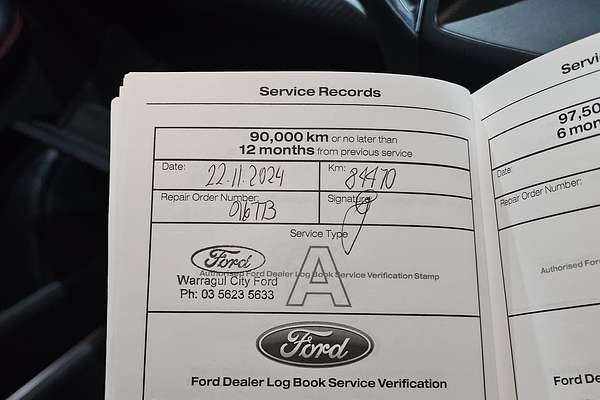 Service Records
90,000 km or no later than
12 months from previous service
Date: 22.11.2024
Km: 84470
Repair Order Number:
Signature
Service Type
Ford
Authorised Ford Dealer Log Book Service Verification Stamp
Warragul City Ford
Ph: 03 5623 5633
A
Ford
Ford Dealer Log Book Service Verification
97,50
6 mon
Date:
Repair Order Number:
Authorised For
Ford De